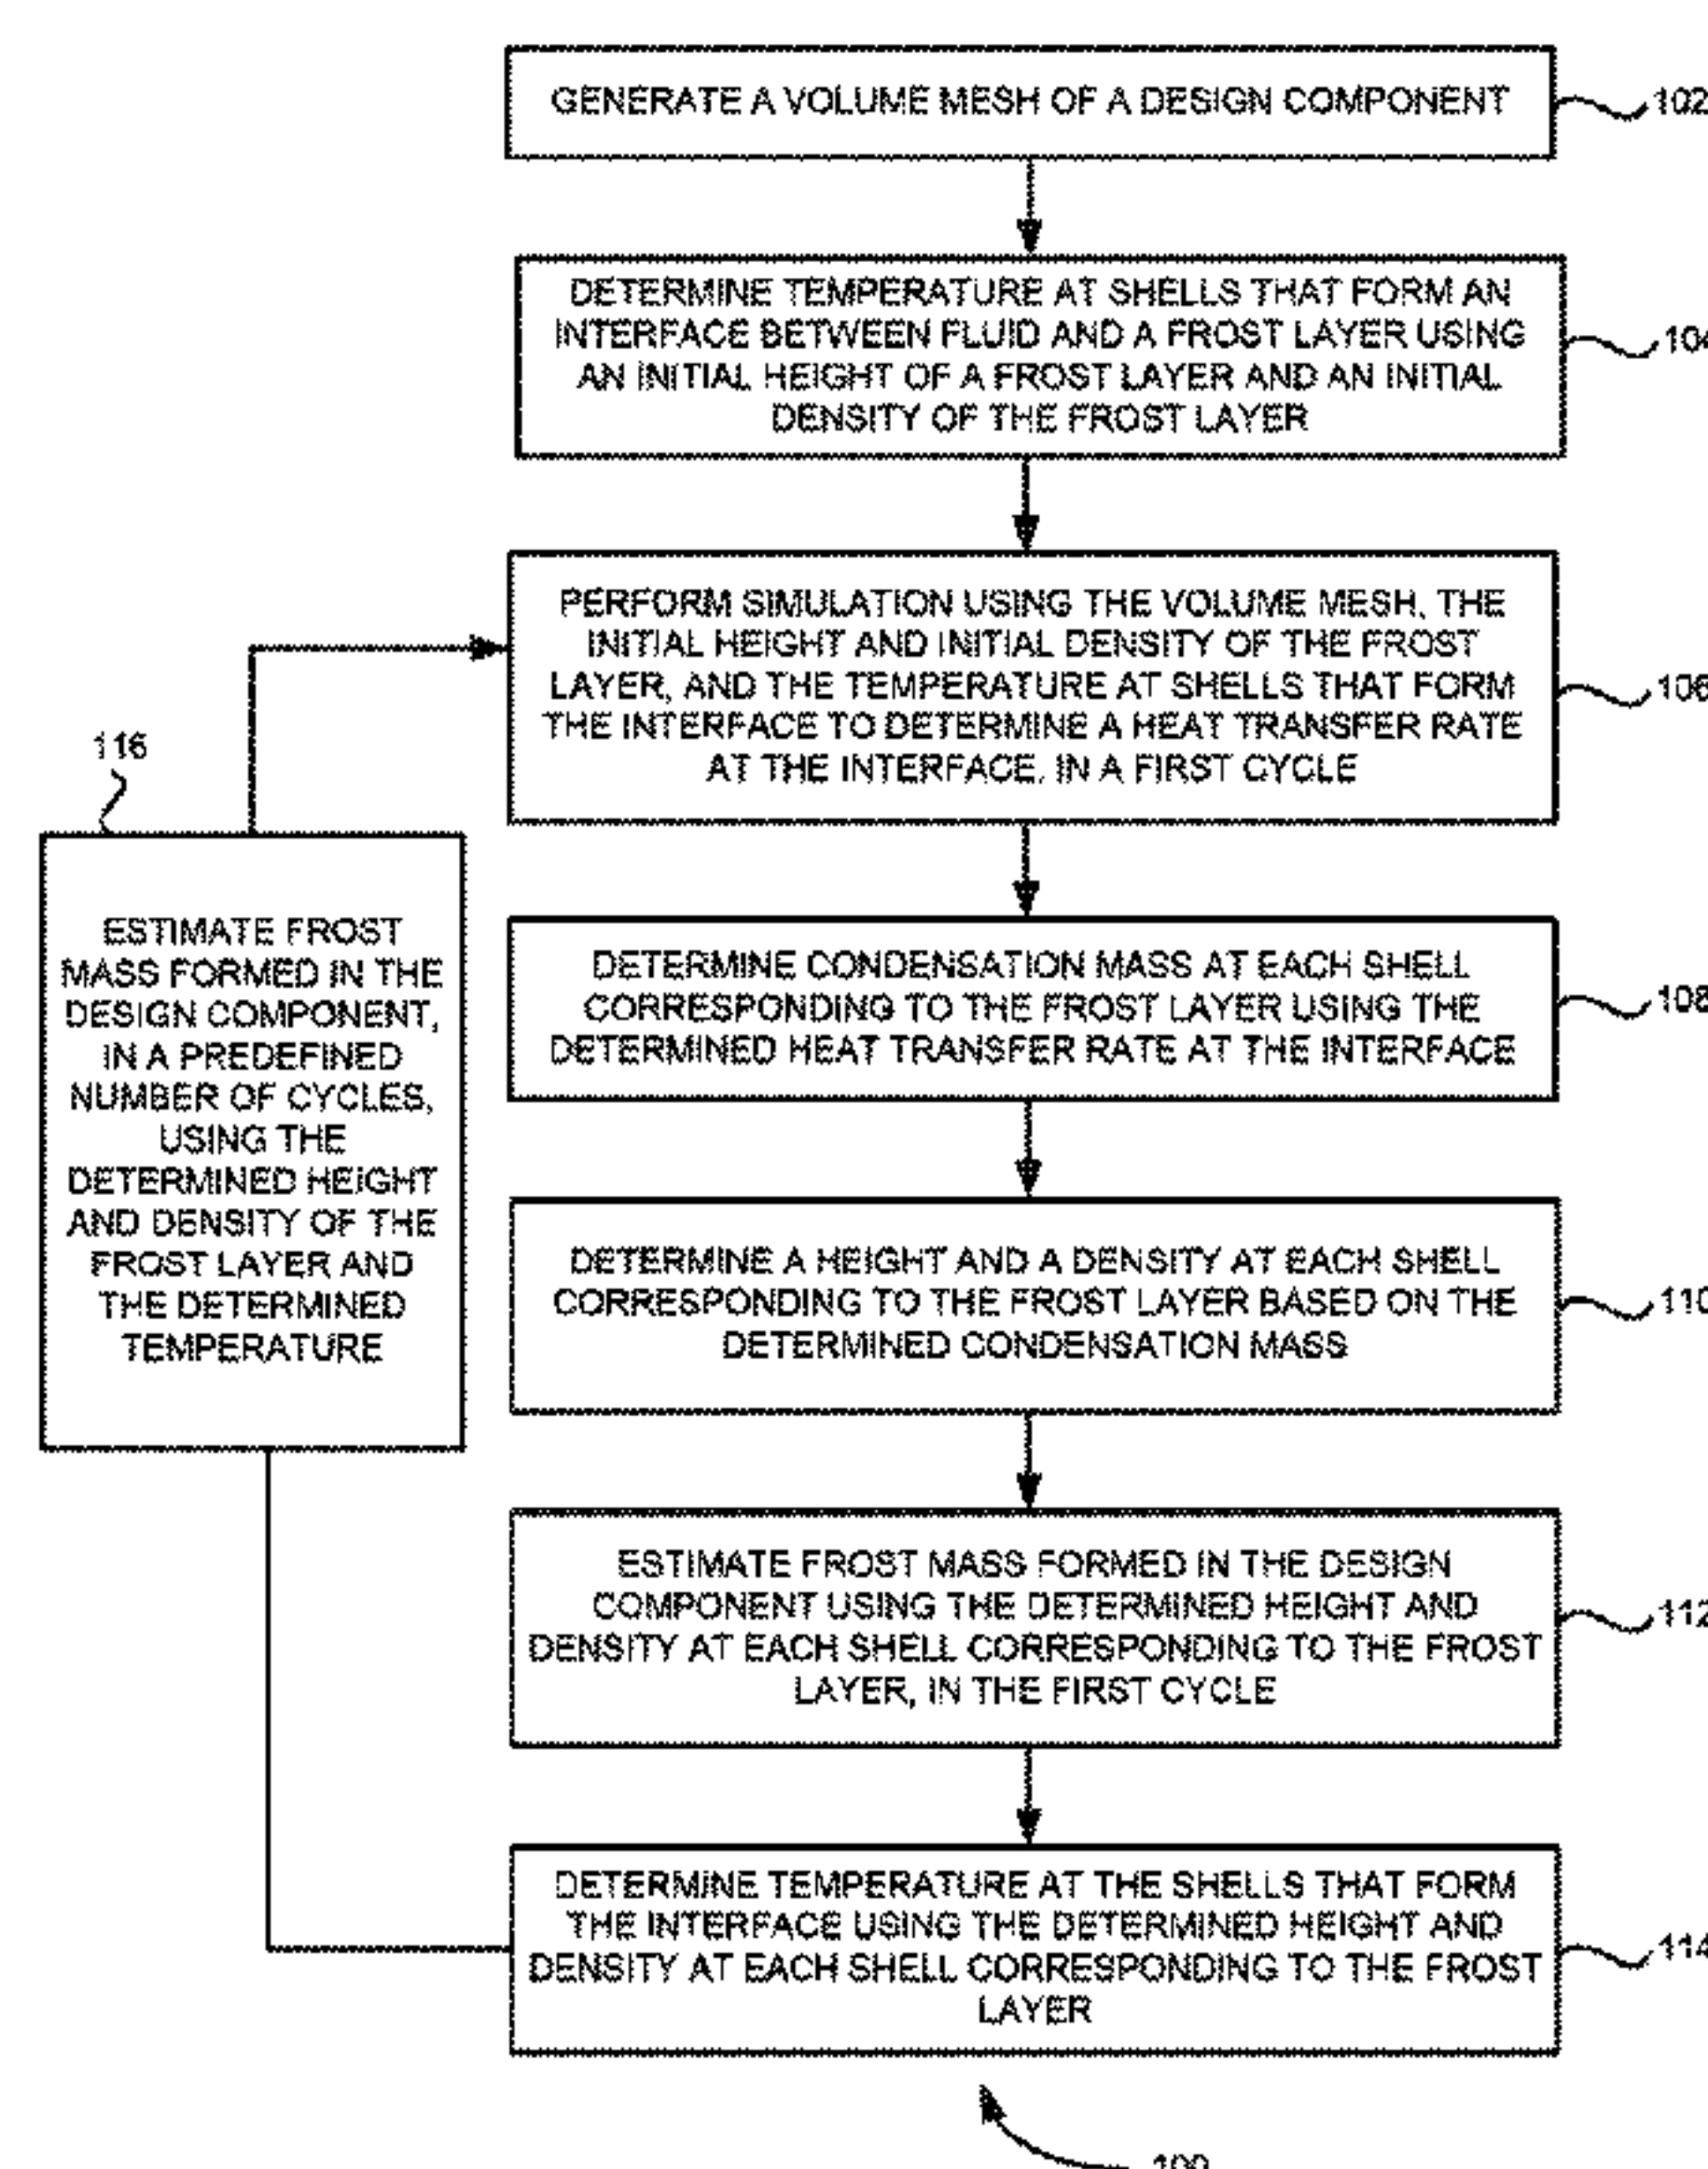 GENERATE A VOLUME MESH OF A DESIGN COMPONENT
102
DETERMINE TEMPERATURE AT SHELLS THAT FORM AN
INTERFACE BETWEEN FLUID AND A FROST LAYER USING
AN INITIAL HEIGHT OF A FROST LAYER AND AN INITIAL
DENSITY OF THE FROST LAYER
104
PERFORM SIMULATION USING THE VOLUME MESH, THE
INITIAL HEIGHT AND INITIAL DENSITY OF THE FROST
LAYER, AND THE TEMPERATURE AT SHELLS THAT FORM
THE INTERFACE TO DETERMINE A HEAT TRANSFER RATE
AT THE INTERFACE, IN A FIRST CYCLE
106
116
ESTIMATE FROST
MASS FORMED IN THE
DESIGN COMPONENT,
IN A PREDEFINED
NUMBER OF CYCLES,
USING THE
DETERMINED HEIGHT
AND DENSITY OF THE
FROST LAYER AND
THE DETERMINED
TEMPERATURE
DETERMINE CONDENSATION MASS AT EACH SHELL
CORRESPONDING TO THE FROST LAYER USING THE
DETERMINED HEAT TRANSFER RATE AT THE INTERFACE
108
DETERMINE A HEIGHT AND A DENSITY AT EACH SHELL
CORRESPONDING TO THE FROST LAYER BASED ON THE
DETERMINED CONDENSATION MASS
110
ESTIMATE FROST MASS FORMED IN THE DESIGN
COMPONENT USING THE DETERMINED HEIGHT AND
DENSITY AT EACH SHELL CORRESPONDING TO THE FROST
LAYER, IN THE FIRST CYCLE
112
DETERMINE TEMPERATURE AT THE SHELLS THAT FORM
THE INTERFACE USING THE DETERMINED HEIGHT AND
DENSITY AT EACH SHELL CORRESPONDING TO THE FROST
LAYER
114
100